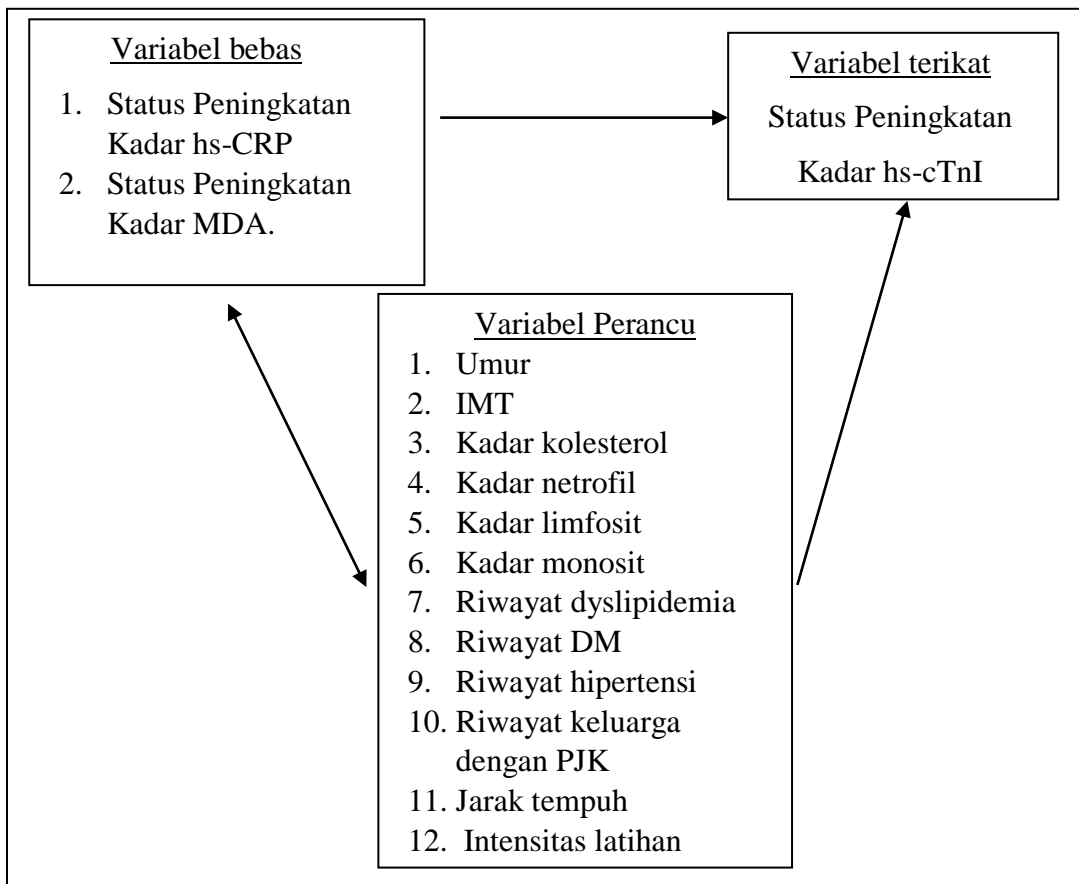 Variabel bebas
1. Status Peningkatan
Kadar hs-CRP
2. Status Peningkatan
Kadar MDA.
Variabel terikat
Status Peningkatan
Kadar hs-cTnI
Variabel Perancu
1. Umur
2. IMT
3. Kadar kolesterol
4. Kadar netrofil
5. Kadar limfosit
6. Kadar monosit
7. Riwayat dyslipidemia
8. Riwayat DM
9. Riwayat hipertensi
10. Riwayat keluarga
dengan PJK
11. Jarak tempuh
12. Intensitas latihan